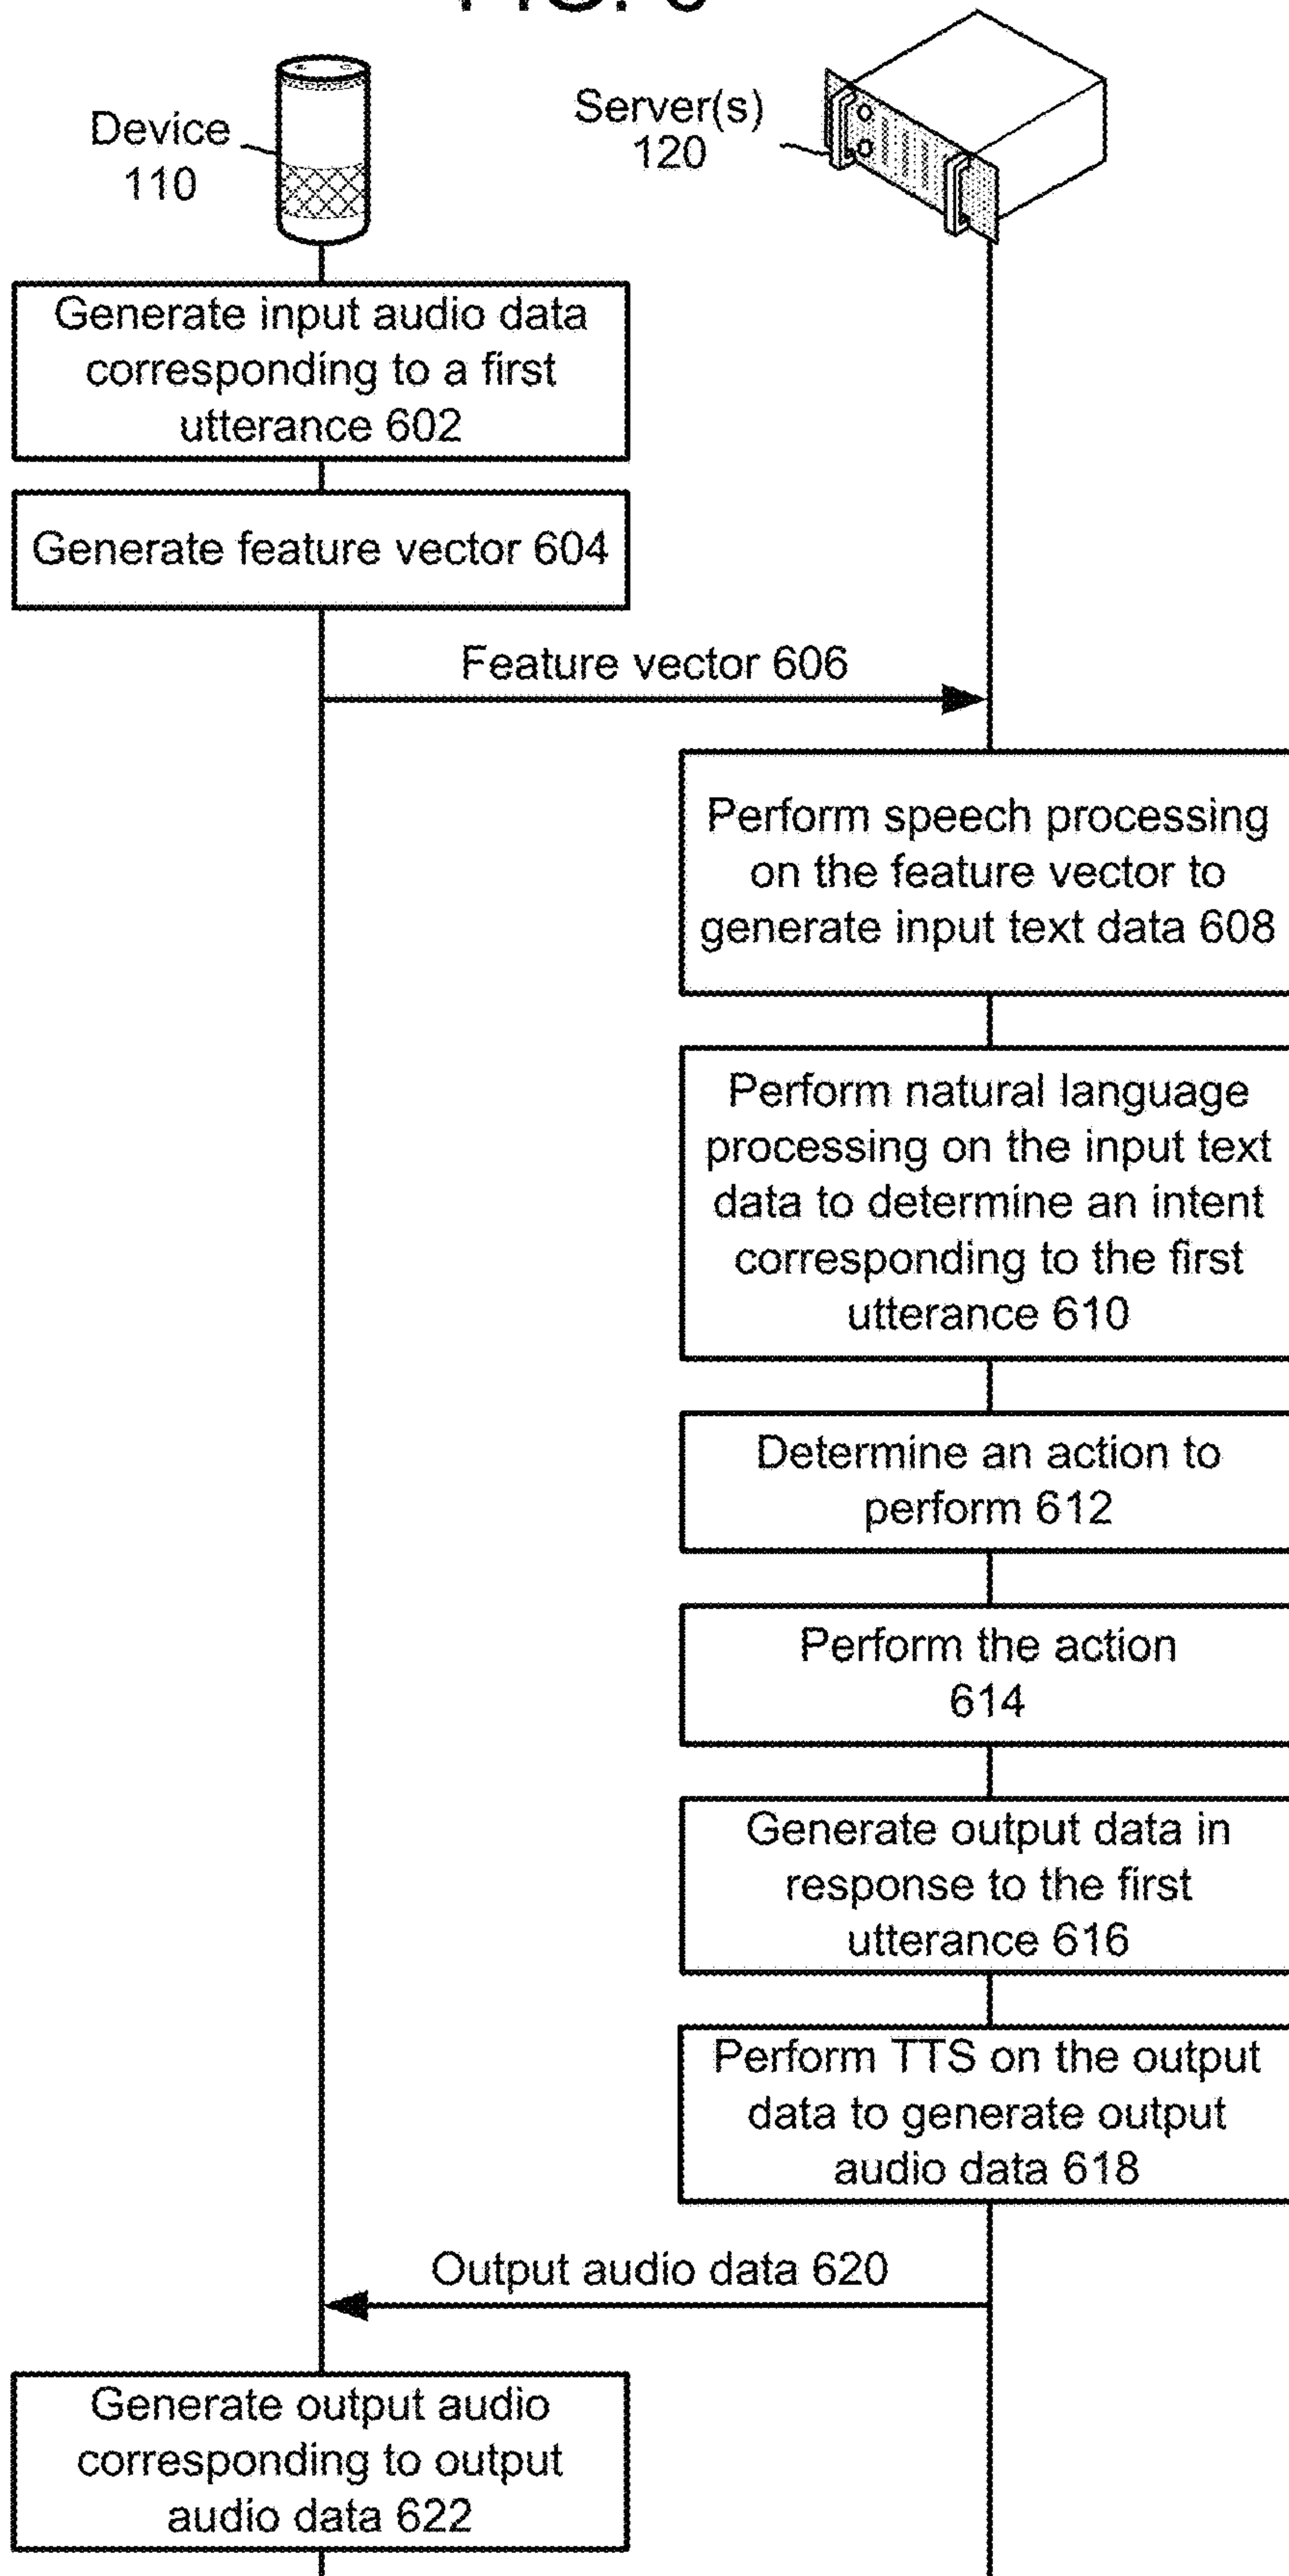 FIG. 6
Device
110
Server(s)
120
Generate input audio data
corresponding to a first
utterance 602
Generate feature vector 604
Feature vector 606
Perform speech processing
on the feature vector to
generate input text data 608
Perform natural language
processing on the input text
data to determine an intent
corresponding to the first
utterance 610
Determine an action to
perform 612
Perform the action
614
Generate output data in
response to the first
utterance 616
Perform TTS on the output
data to generate output
audio data 618
Output audio data 620
Generate output audio
corresponding to output
audio data 622